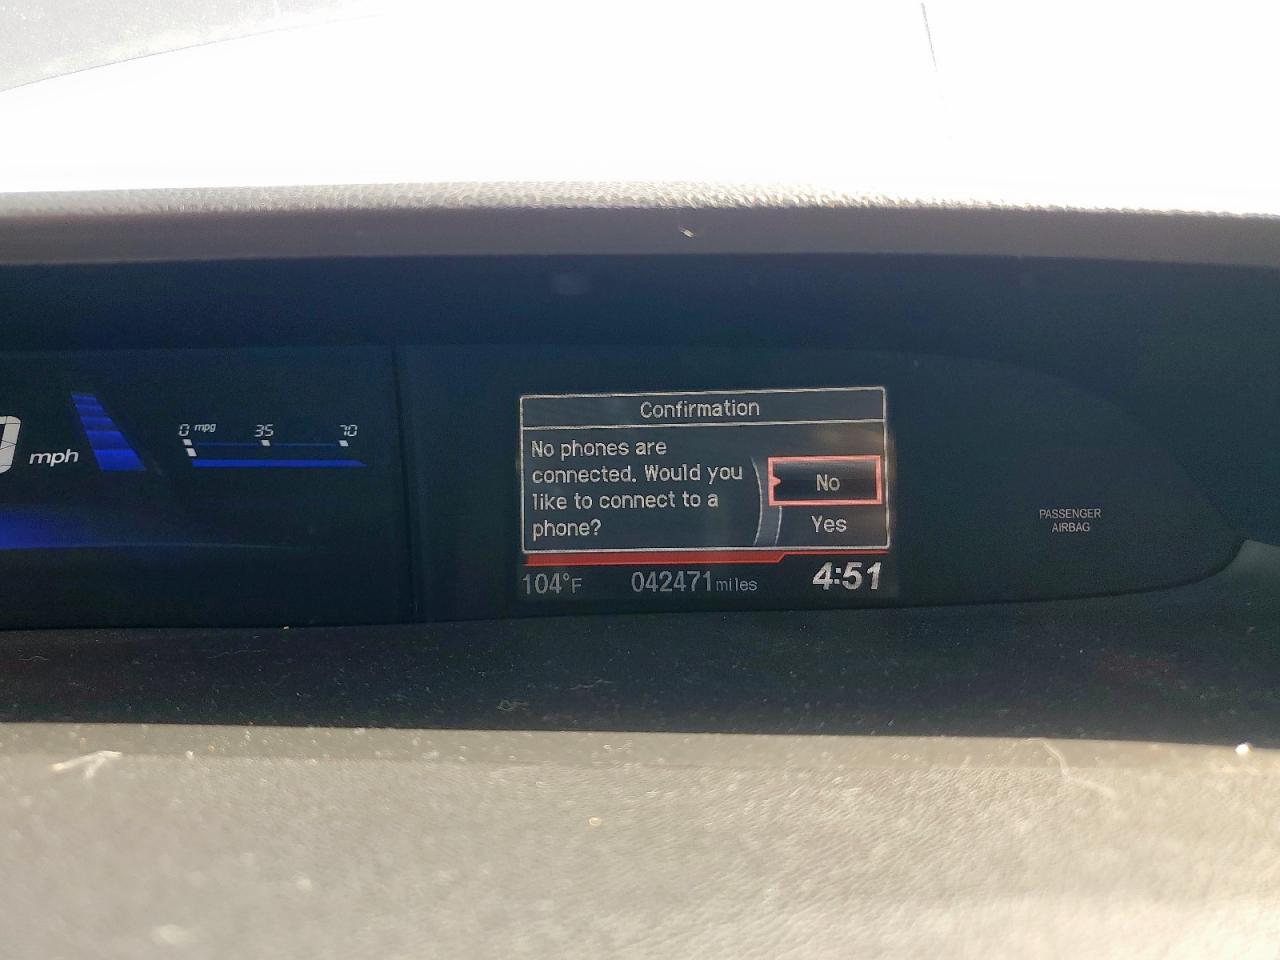 0 mph
0 mpg 35 70
Confirmation
No phones are
connected. Would you
like to connect to a
phone?
No
Yes
104°F 042471 miles 4:51
PASSENGER
AIRBAG